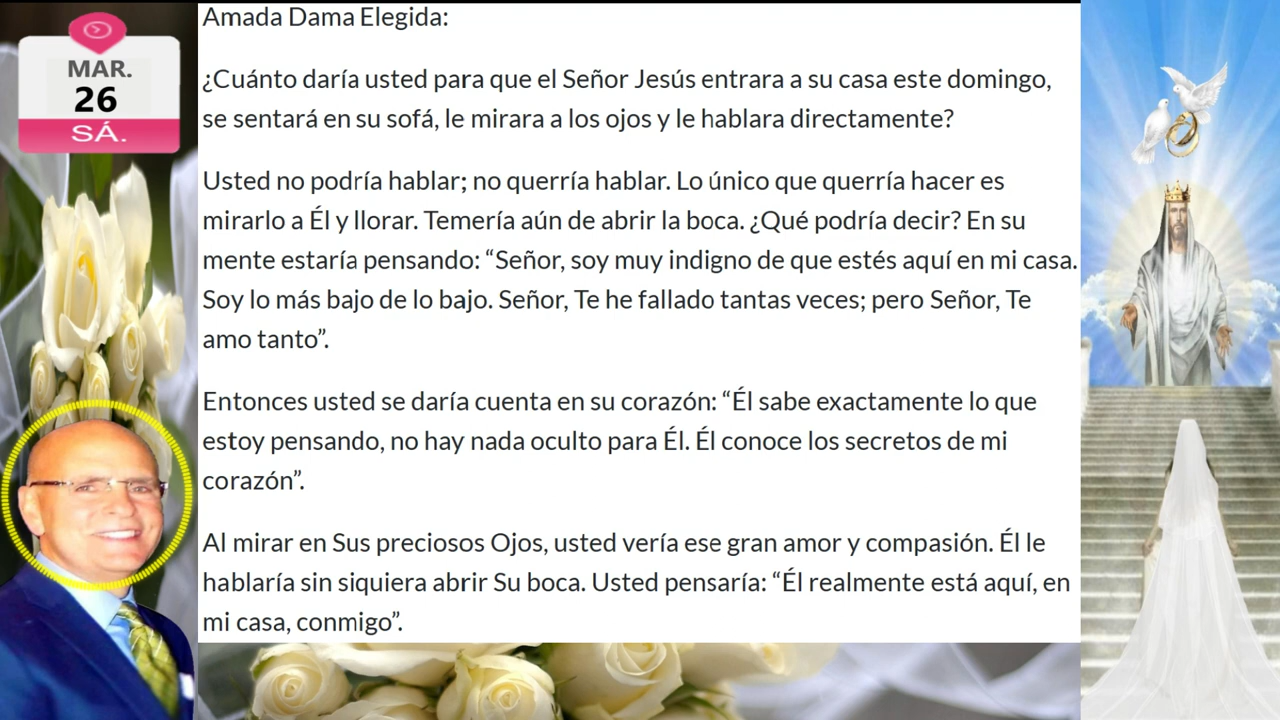 MAR.
26
SÁ.
Amada Dama Elegida:
¿Cuánto daría usted para que el Señor Jesús entrara a su casa este domingo,
se sentará en su sofá, le mirara a los ojos y le hablara directamente?
Usted no podría hablar; no querría hablar. Lo único que querría hacer es
mirarlo a Él y llorar. Temería aún de abrir la boca. ¿Qué podría decir? En su
mente estaría pensando: “Señor, soy muy indigno de que estés aquí en mi casa.
Soy lo más bajo de lo bajo. Señor, Te he fallado tantas veces; pero Señor, Te
amo tanto”.
Entonces usted se daría cuenta en su corazón: “Él sabe exactamente lo que
estoy pensando, no hay nada oculto para Él. Él conoce los secretos de mi
corazón”.
Al mirar en Sus preciosos Ojos, usted vería ese gran amor y compasión. Él le
hablaría sin siquiera abrir Su boca. Usted pensaría: “Él realmente está aquí, en
mi casa, conmigo”.